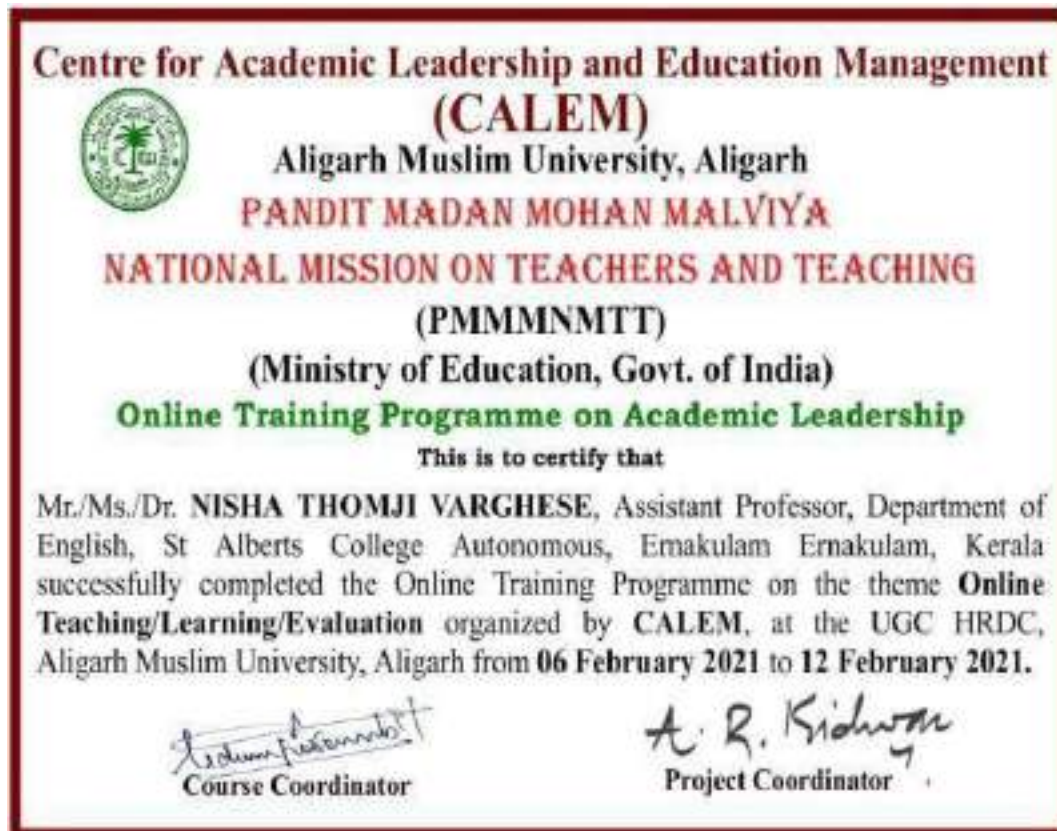 Centre for Academic Leadership and Education Management
(CALEM)
Aligarh Muslim University, Aligarh
PANDIT MADAN MOHAN MALVIYA
NATIONAL MISSION ON TEACHERS AND TEACHING
(PMMMNMTT)
(Ministry of Education, Govt. of India)
Online Training Programme on Academic Leadership
This is to certify that
Mr./Ms./Dr. NISHA THOMJI VARGHESE, Assistant Professor, Department of
English, St Alberts College Autonomous, Ernakulam Ernakulam, Kerala
successfully completed the Online Training Programme on the theme Online
Teaching/Learning/Evaluation organized by CALEM, at the UGC HRDC,
Aligarh Muslim University, Aligarh from 06 February 2021 to 12 February 2021.
A. R. Kidwai
Course Coordinator
Project Coordinator